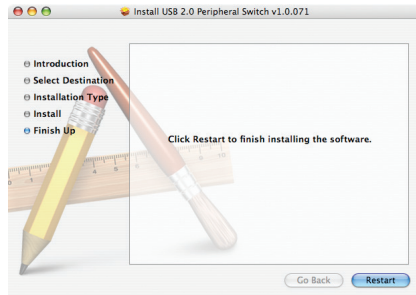 Install USB 2.0 Peripheral Switch v1.0.071
Introduction
Select Destination
Installation Type
Install
Finish Up
Click Restart to finish installing the software.
Go Back
Restart